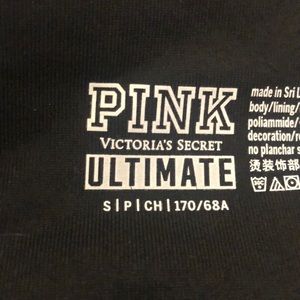 PINK
VICTORIA'S SECRET
ULTIMATE
S | P | CH | 170/68A
made in Sri L
body/lining/
poliammide/
decoration/r
no planchar s
烫装饰部